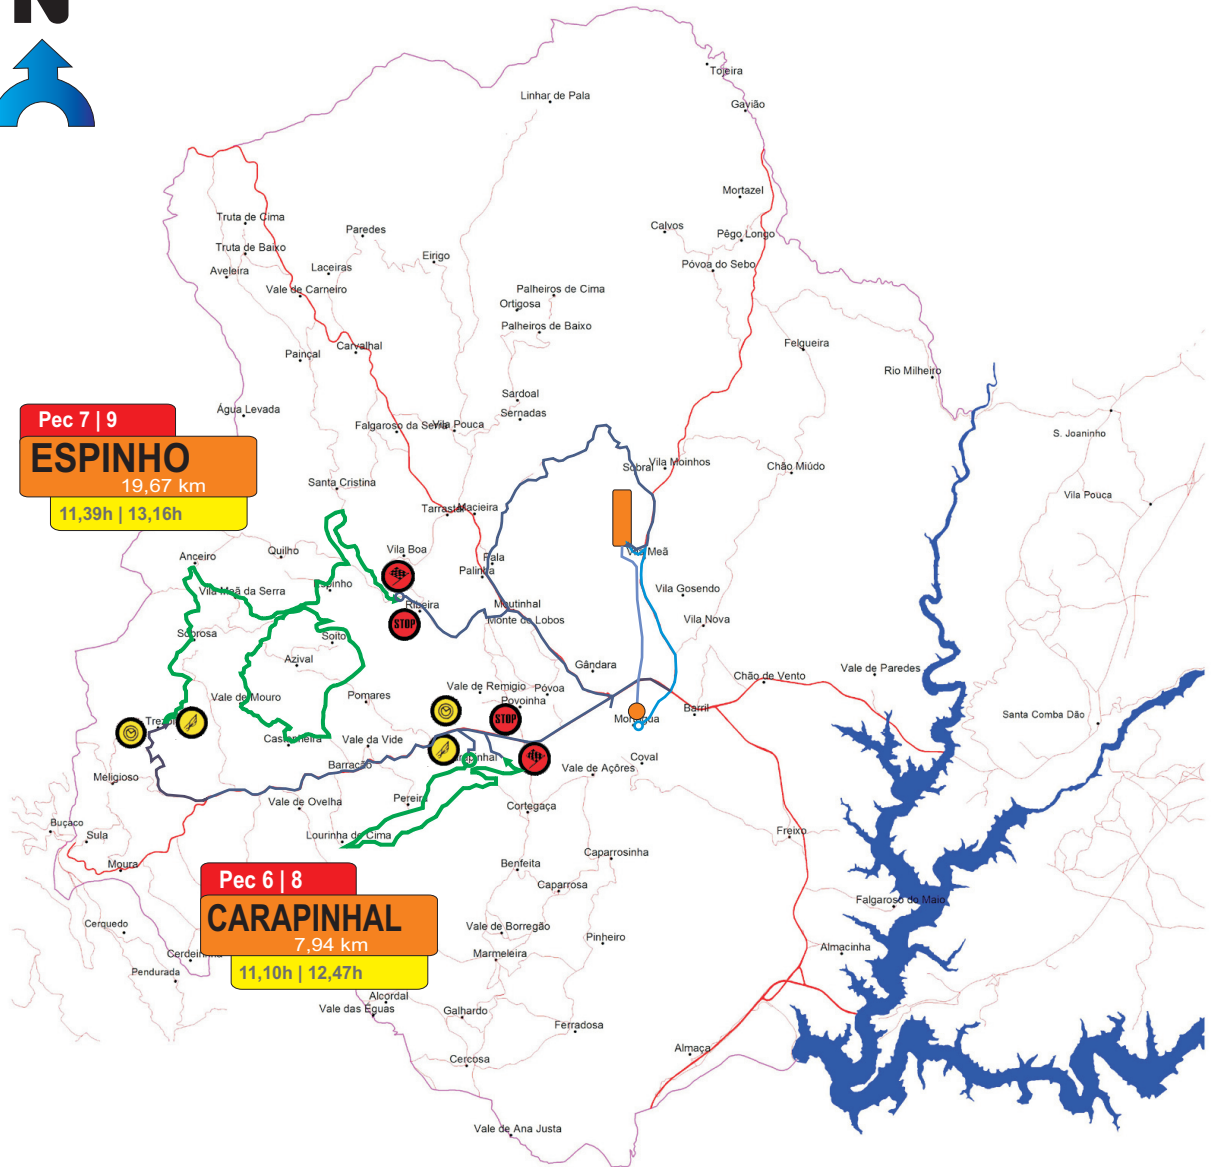 N
Tojeira
Linhar de Pala
Gavião
Mortazel
Truta de Cima
Calvos
Paredes
Pêgo Longo
Truta de Baixo
Eirigo
Póvoa do Sebo
Aveleira
Laceiras
Vale de Carneiro
Palheiros de Cima
Ortigosa
Palheiros de Baixo
Felgueira
Painçal
Carvalhal
Rio Milheiro
Sardoal
Água Levada
Sernadas
Pec 7 | 9
Falgaroso da Serra
Vila Pouca
S. Joaninho
ESPINHO
19,67 km
Sobral
Vila Moinhos
Chão Miúdo
Santa Cristina
Vila Pouca
11,39h | 13,16h
Tarrastal
Macieira
Anceiro
Quilho
Vila Boa
Pala
Vila Meã
Palinha
Vila Meã da Serra
Espinho
Vila Gosendo
Ribeira
Moutinhal
STOP
Monte de Lobos
Vila Nova
Sobrosa
Soito
Azival
Gândara
Vale de Paredes
Chão de Vento
Vale de Mouro
Pomares
Vale de Remigio
Póvoa
Povoinha
STOP
Mortágua
Barril
Santa Comba Dão
Castanheira
Vale da Vide
Barracão
Coval
Vale de Açôres
Meligioso
Vale de Ovelha
Pereira
Cortegaça
Buçaco
Sula
Lourinha de Cima
Freixo
Moura
Caparrosinha
Benfeita
Pec 6 | 8
Caparrosa
Falgaroso do Maio
CARAPINHAL
7,94 km
Cerquedo
Vale de Borregão
Pinheiro
Almacinha
Marmeleira
Pendurada
11,10h | 12,47h
Alcordal
Vale das Éguas
Galhardo
Ferradosa
Almaça
Cercosa
Vale de Ana Justa